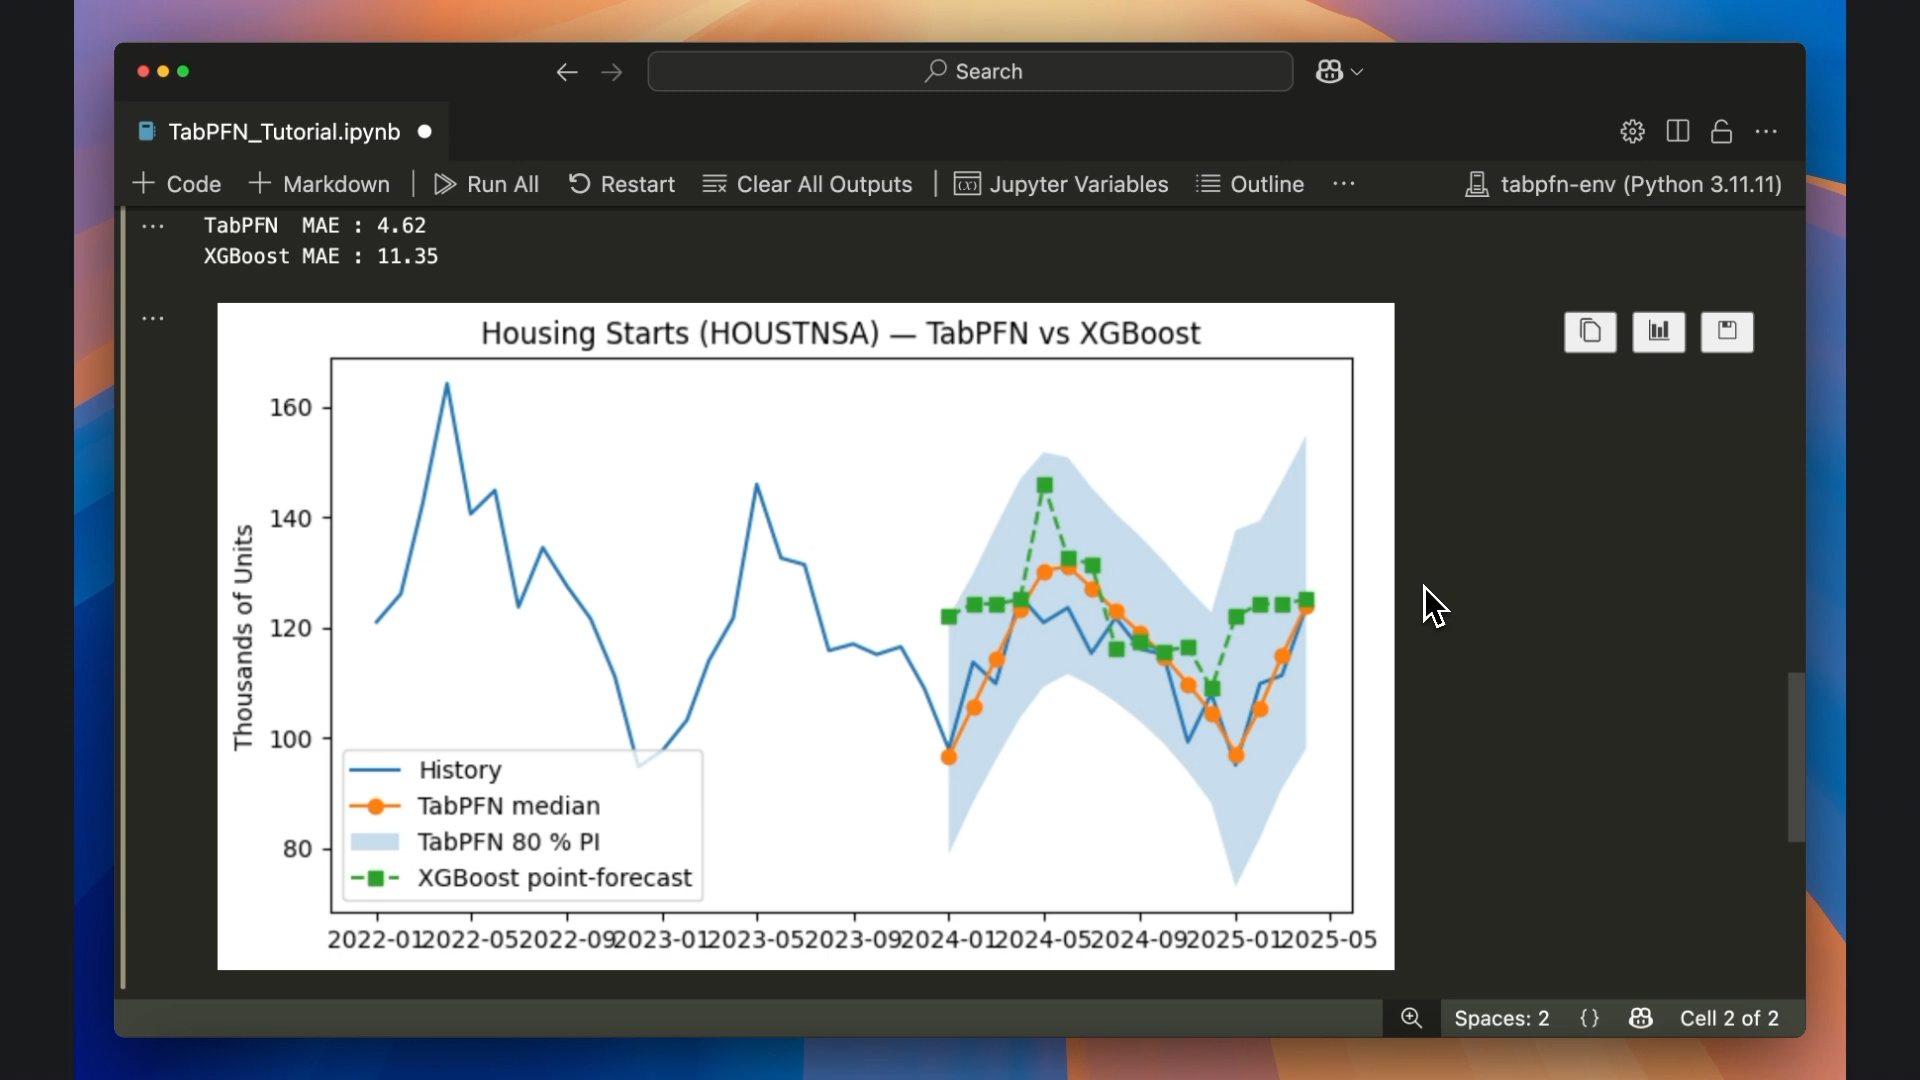 Search
TabPFN_Tutorial.ipynb
Code
Markdown
Run All
Restart
Clear All Outputs
Jupyter Variables
Outline
tabpfn-env (Python 3.11.11)
TabPFN  MAE : 4.62
XGBoost MAE : 11.35
Housing Starts (HOUSTNSA) — TabPFN vs XGBoost
Thousands of Units
160
140
120
100
80
History
TabPFN median
TabPFN 80 % PI
XGBoost point-forecast
2022-01
2022-05
2022-09
2023-01
2023-05
2023-09
2024-01
2024-05
2024-09
2025-01
2025-05
Spaces: 2
{}
Cell 2 of 2